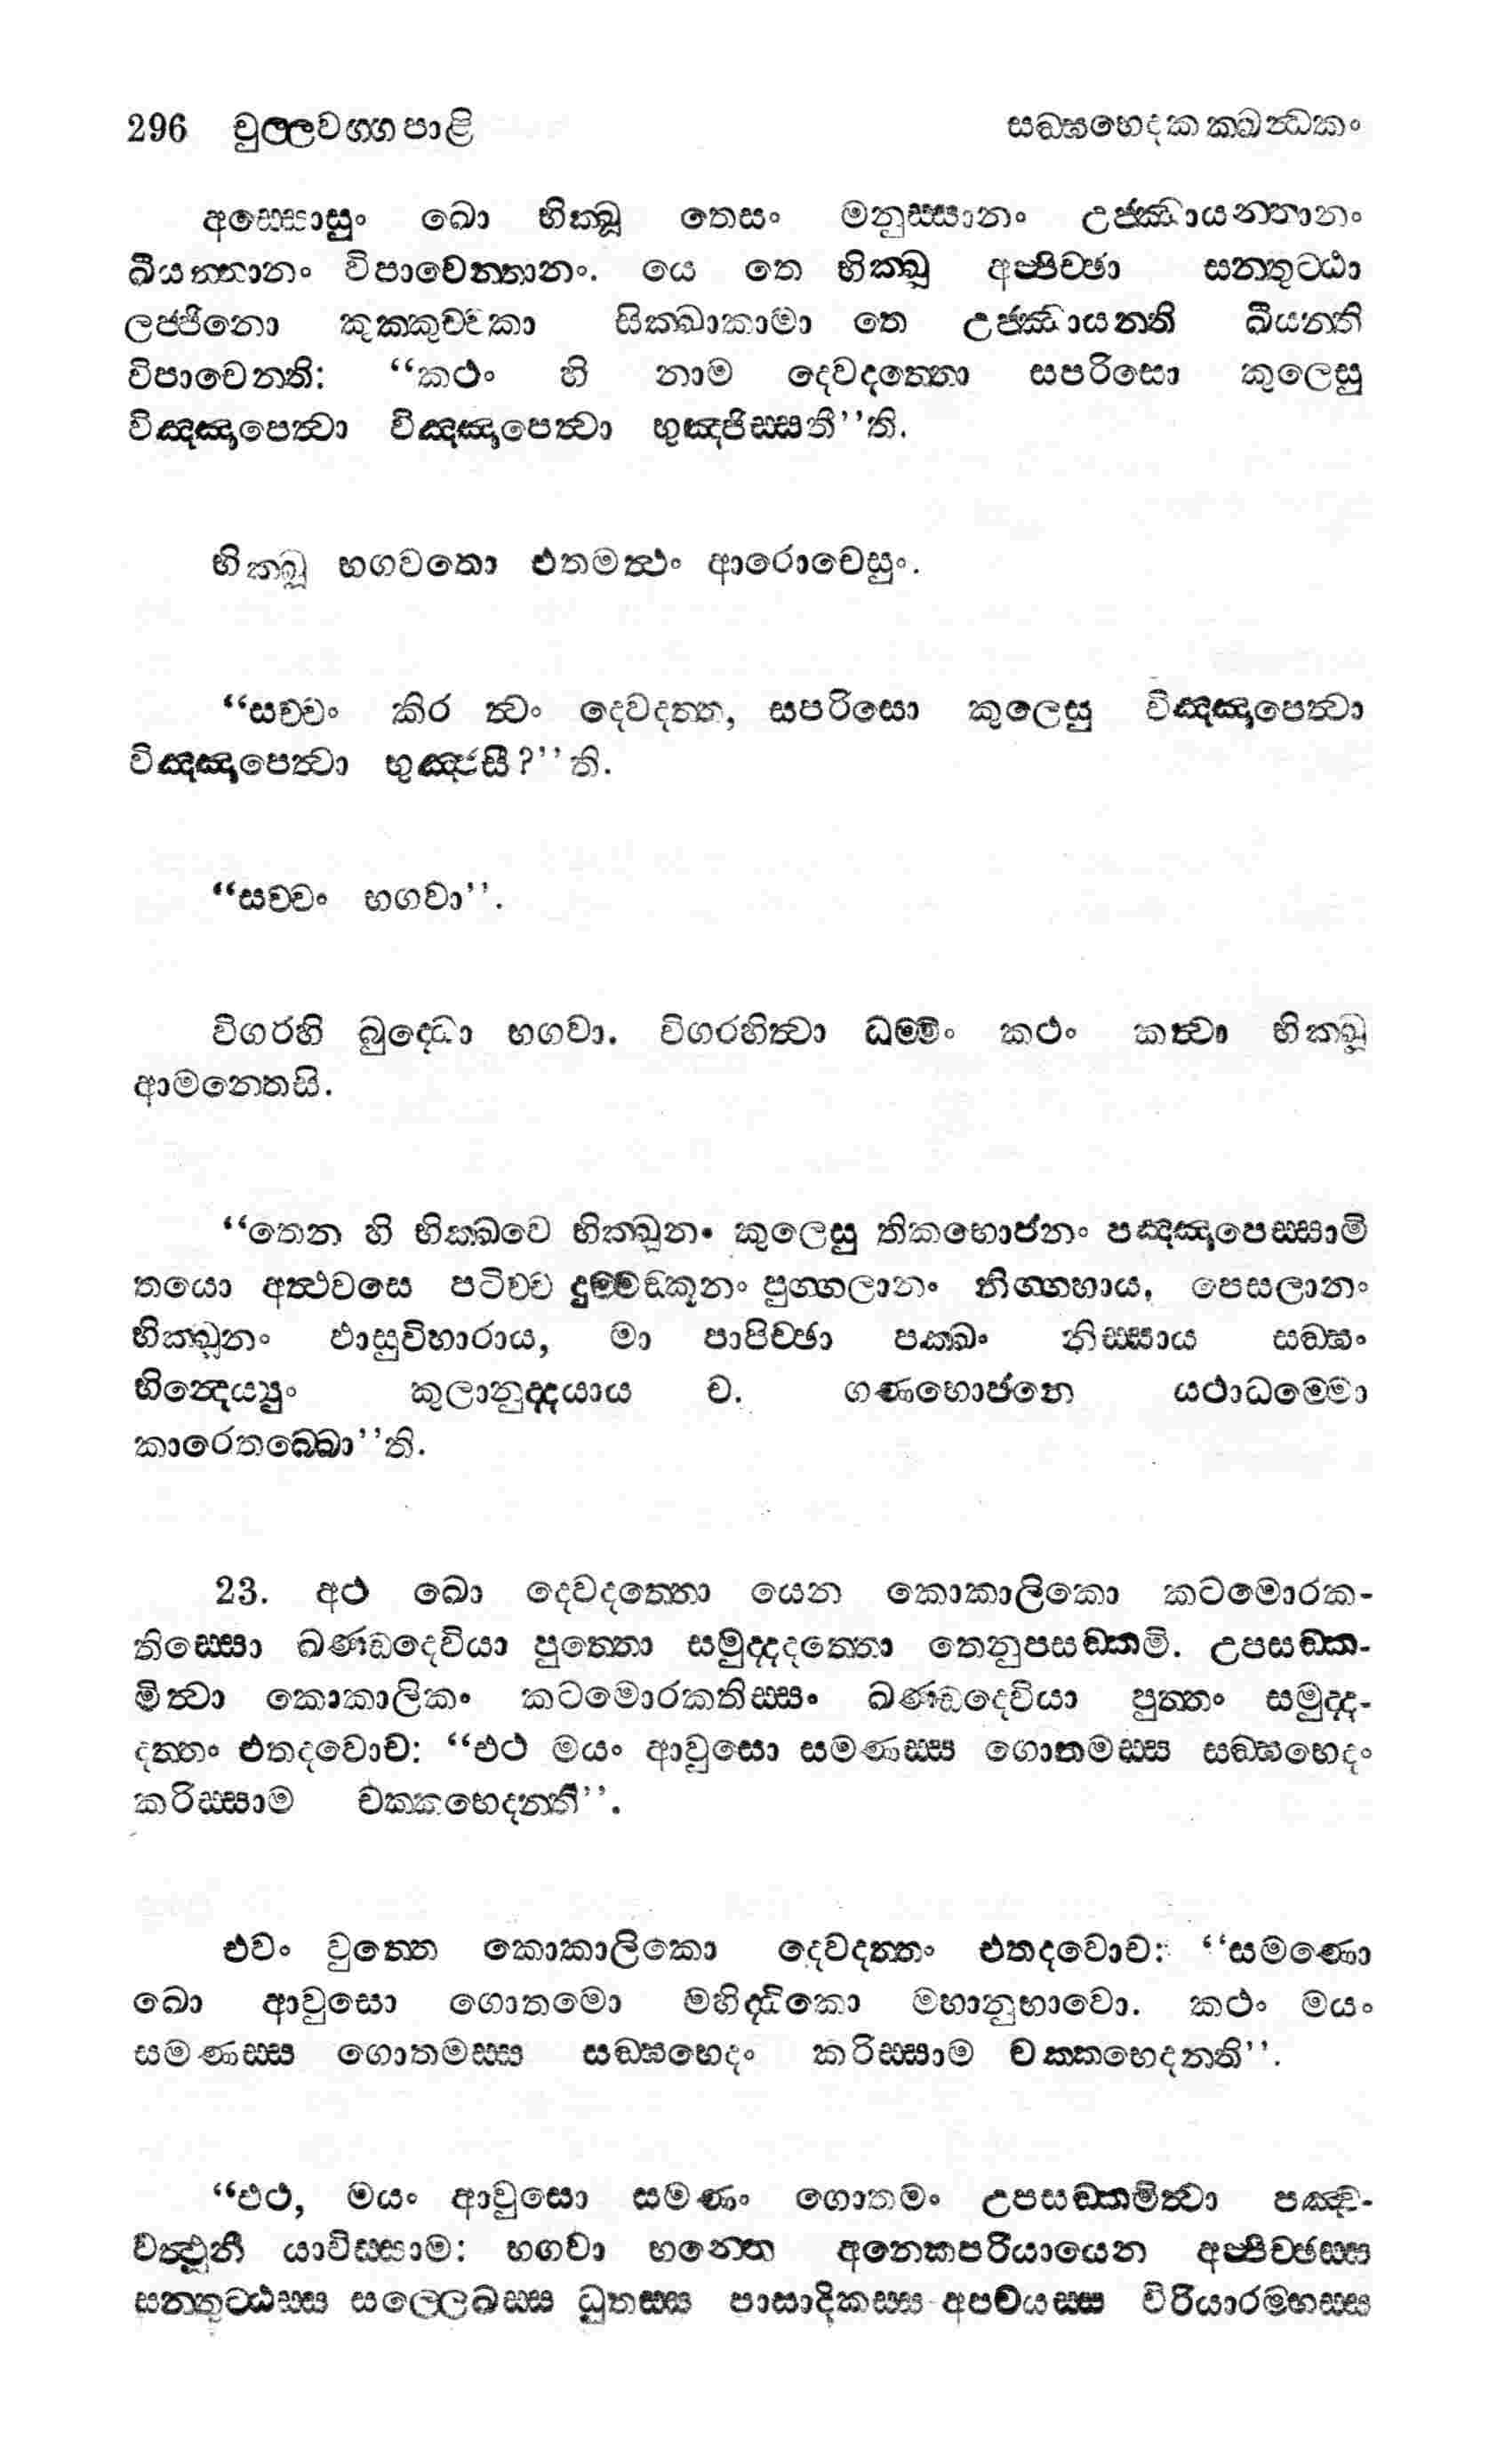 296 චුල්ලවග්ගපාළි සඞ්ඝභෙදකක්ඛන්ධකං
අස්සොසුං ඛො භික්ඛූ තෙසං මනුස්සානං උජ්ඣායන්තානං
ඛීයන්තානං විපාචෙන්තානං. යෙ තෙ භික්ඛු අප්පිච්ඡා සන්තුට්ඨා
ලජ්ජිනො කුක්කුච්චකා සික්ඛාකාමා තෙ උජ්ඣායන්ති ඛීයන්ති
විපාචෙන්ති: “කථං හි නාම දෙවදත්තො සපරිසො කුලෙසු
විඤ්ඤාපෙත්වා විඤ්ඤාපෙත්වා භුඤ්ජිස්සතී’’ති.
භික්ඛූ භගවතො එතමත්ථං ආරොචෙසුං.
“සච්චං කිර ත්වං දෙවදත්ත, සපරිසො කුලෙසු විඤ්ඤාපෙත්වා
විඤ්ඤාපෙත්වා භුඤ්ජසී?’’ති.
“සච්චං භගවා’’.
විගරහි බුද්ධො භගවා. විගරහිත්වා ධම්මිං කථං කත්වා භික්ඛූ
ආමන්තෙසි.
“තෙන හි භික්ඛවෙ භික්ඛූනං කුලෙසු තිකභොජනං පඤ්ඤාපෙස්සාමි
තයො අත්ථවසෙ පටිච්ච දුම්මඞ්කූනං පුග්ගලානං නිග්ගහාය, පෙසලානං
භික්ඛූනං ඵාසුවිහාරාය, මා පාපිච්ඡා පක්ඛං නිස්සාය සඞ්ඝං
භින්දෙය්‍යුං කුලානුද්දයාය ච. ගණභොජනෙ යථාධම්මො
කාරෙතබ්බො’’ති.
23. අථ ඛො දෙවදත්තො යෙන කොකාලිකො කටමොරක-
තිස්සො ඛණ්ඩදෙවියා පුත්තො සමුද්දදත්තො තෙනුපසඞ්කමි. උපසඞ්ක-
මිත්වා කොකාලිකං කටමොරකතිස්සං ඛණ්ඩදෙවියා පුත්තං සමුද්ද-
දත්තං එතදවොච: “එථ මයං ආවුසො සමණස්ස ගොතමස්ස සඞ්ඝභෙදං
කරිස්සාම චක්කභෙදන්ති’’.
එවං වුත්තෙ කොකාලිකො දෙවදත්තං එතදවොච: “සමණො
ඛො ආවුසො ගොතමො මහිද්ධිකො මහානුභාවො. කථං මයං
සමණස්ස ගොතමස්ස සඞ්ඝභෙදං කරිස්සාම චක්කභෙදන්ති’’.
“එථ, මයං ආවුසො සමණං ගොතමං උපසඞ්කමිත්වා පඤ්ච-
වත්ථූනී යාචිස්සාම: භගවා භන්තෙ අනෙකපරියායෙන අප්පිච්ඡස්ස
සන්තුට්ඨස්ස සල්ලෙඛස්ස ධුතස්ස පාසාදිකස්ස අපචයස්ස විරියාරම්භස්ස